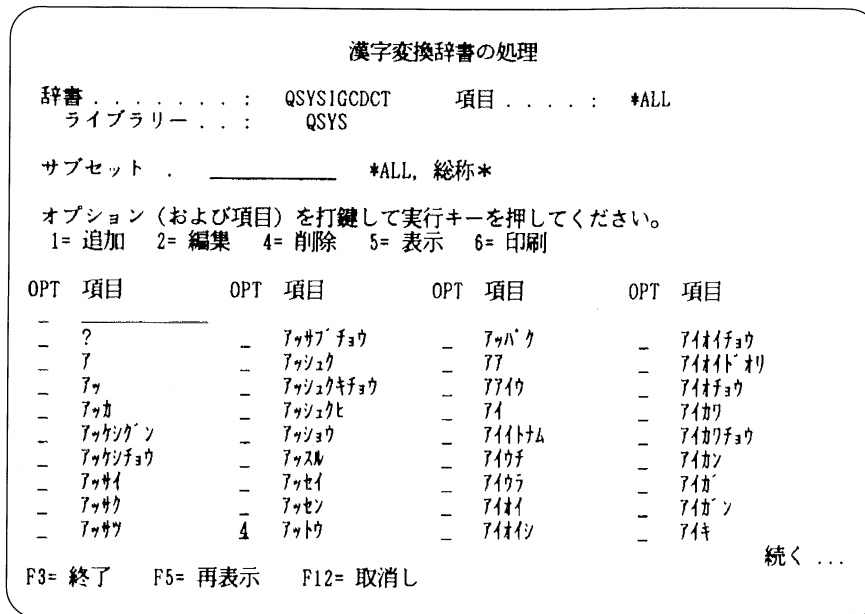 漢字変換辞書の処理
辞書 . . . . . . . :   QSYSIGCDCT   項目 . . . . :   *ALL
ライブラリー . . :   QSYS
サブセット .   __________   *ALL, 総称*
オプション（および項目）を打鍵して実行キーを押してください。
1= 追加   2= 編集   4= 削除   5= 表示   6= 印刷
OPT   項目   OPT   項目   OPT   項目   OPT   項目
_   __________
_   ?   _   アッサブチョウ   _   アッパク   _   アイオイチョウ
_   ア   _   アッシュク   _   アア   _   アイオイドオリ
_   アッ   _   アッシュクキチョウ   _   アアイウ   _   アイオチョウ
_   アッカ   _   アッシュクヒ   _   アイ   _   アイカワ
_   アッケシグン   _   アッショウ   _   アイイトナム   _   アイカワチョウ
_   アッケシチョウ   _   アッスル   _   アイウチ   _   アイカン
_   アッサイ   _   アッセイ   _   アイウラ   _   アイガ
_   アッサク   _   アッセン   _   アイオイ   _   アイガン
_   アッサツ   4   アットウ   _   アイオイシ   _   アイキ
続く ...
F3= 終了   F5= 再表示   F12= 取消し